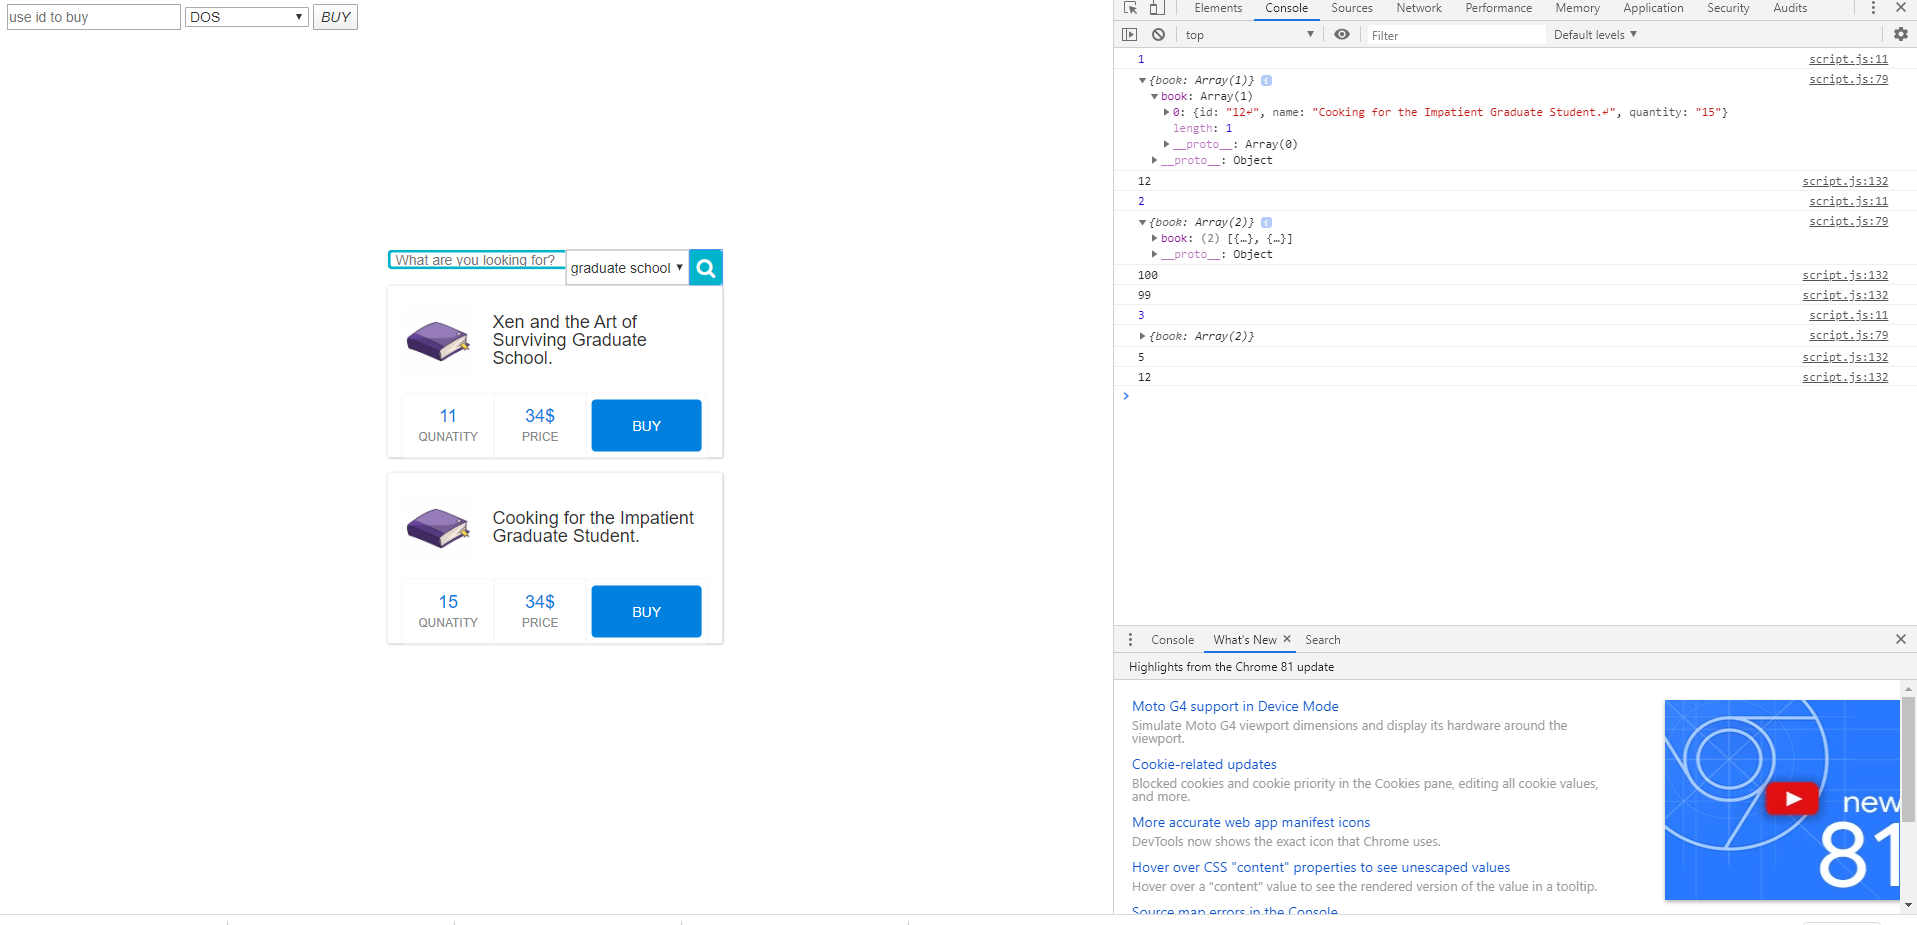 use id to buy
DOS
BUY
What are you looking for?
graduate school
Xen and the Art of
Surviving Graduate
School.
11
QUNATITY
34$
PRICE
BUY
Cooking for the Impatient
Graduate Student.
15
QUNATITY
34$
PRICE
BUY
Elements Console Sources Network Performance Memory Application Security Audits
top Filter Default levels
1 script.js:11
{book: Array(1)} script.js:79
book: Array(1)
0: {id: "12↵", name: "Cooking for the Impatient Graduate Student.↵", quantity: "15"}
length: 1
__proto__: Array(0)
__proto__: Object
12 script.js:132
2 script.js:11
{book: Array(2)} script.js:79
book: (2) [{…}, {…}]
__proto__: Object
100 script.js:132
99 script.js:132
3 script.js:11
{book: Array(2)} script.js:79
5 script.js:132
12 script.js:132
Console What's New Search
Highlights from the Chrome 81 update
Moto G4 support in Device Mode
Simulate Moto G4 viewport dimensions and display its hardware around the
viewport.
Cookie-related updates
Blocked cookies and cookie priority in the Cookies pane, editing all cookie values,
and more.
More accurate web app manifest icons
DevTools now shows the exact icon that Chrome uses.
Hover over CSS "content" properties to see unescaped values
Hover over a "content" value to see the rendered version of the value in a tooltip.
Source map errors in the Console
new
81